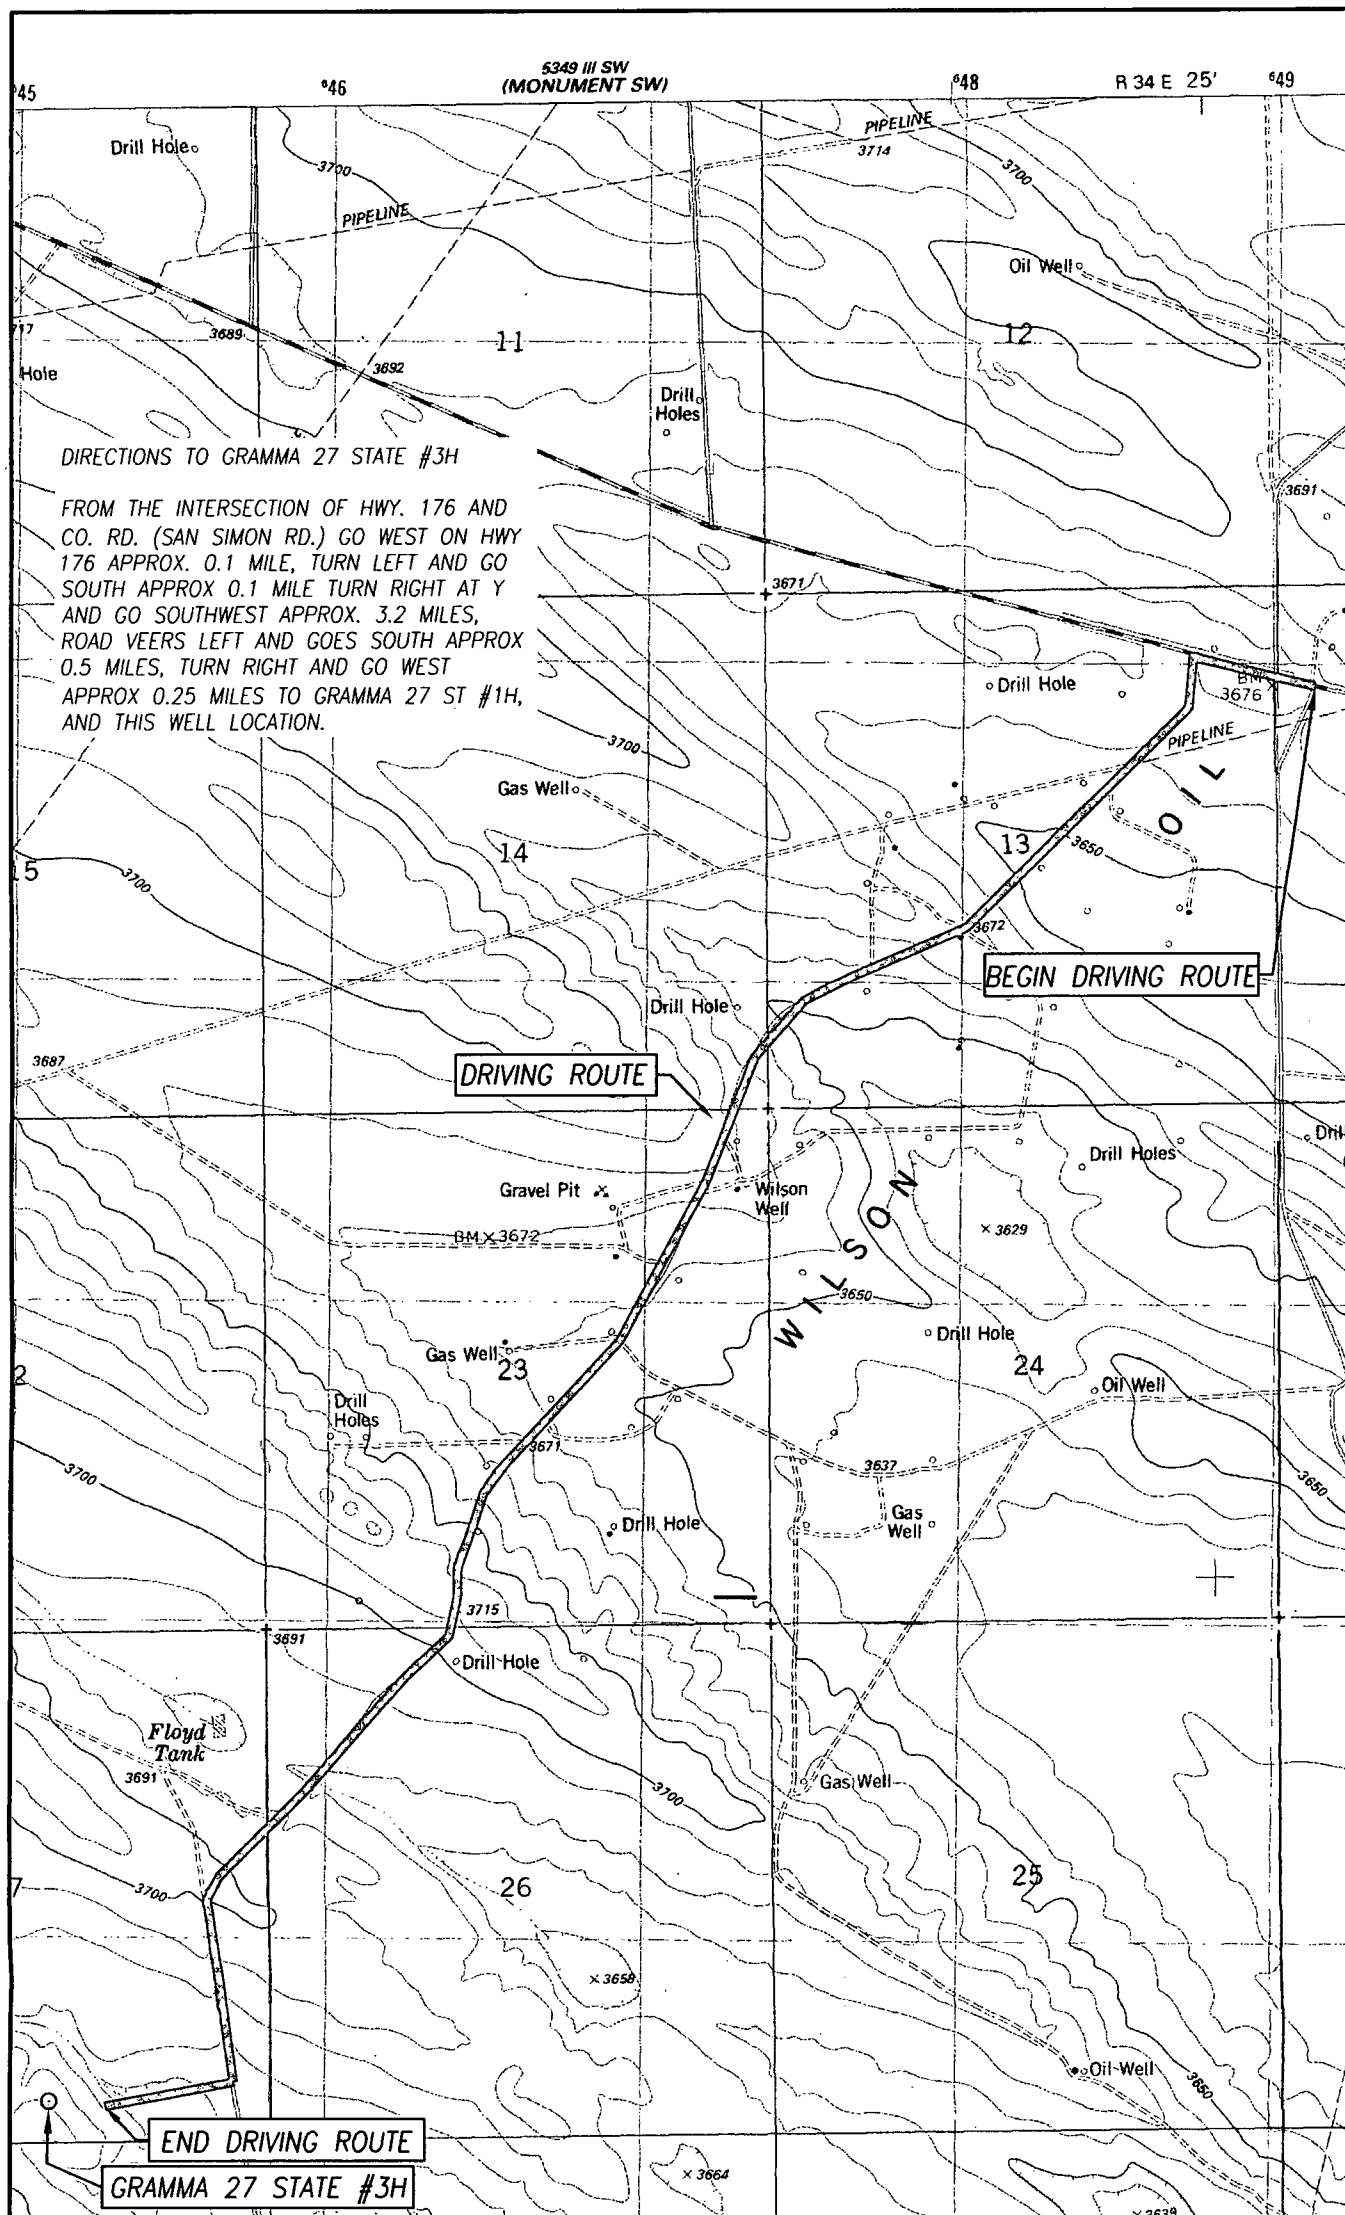 5349 III SW
(MONUMENT SW)
⁶45
⁶46
⁶48
R 34 E 25'
⁶49
PIPELINE
3714
Drill Hole
3700
3700
PIPELINE
Oil Well
717
3689
11
12
3692
Hole
Drill
Holes
DIRECTIONS TO GRAMMA 27 STATE #3H
FROM THE INTERSECTION OF HWY. 176 AND
CO. RD. (SAN SIMON RD.) GO WEST ON HWY
176 APPROX. 0.1 MILE, TURN LEFT AND GO
SOUTH APPROX 0.1 MILE TURN RIGHT AT Y
AND GO SOUTHWEST APPROX. 3.2 MILES,
ROAD VEERS LEFT AND GOES SOUTH APPROX
0.5 MILES, TURN RIGHT AND GO WEST
APPROX 0.25 MILES TO GRAMMA 27 ST #1H,
AND THIS WELL LOCATION.
3691
3671
Drill Hole
BM
3676
3700
PIPELINE
Gas Well
OIL
14
13
3650
15
3700
3672
BEGIN DRIVING ROUTE
Drill Hole
3687
DRIVING ROUTE
Drill
Drill Holes
Gravel Pit
Wilson
Well
WILSON
3629
BM 3672
3650
Drill Hole
Gas Well
23
24
2
Oil Well
Drill
Holes
3671
3637
3700
3650
Gas
Well
Drill Hole
3715
3691
Drill Hole
Floyd
Tank
3691
Gas Well
3700
7
3700
26
25
3658
Oil Well
3650
END DRIVING ROUTE
GRAMMA 27 STATE #3H
3664
3639